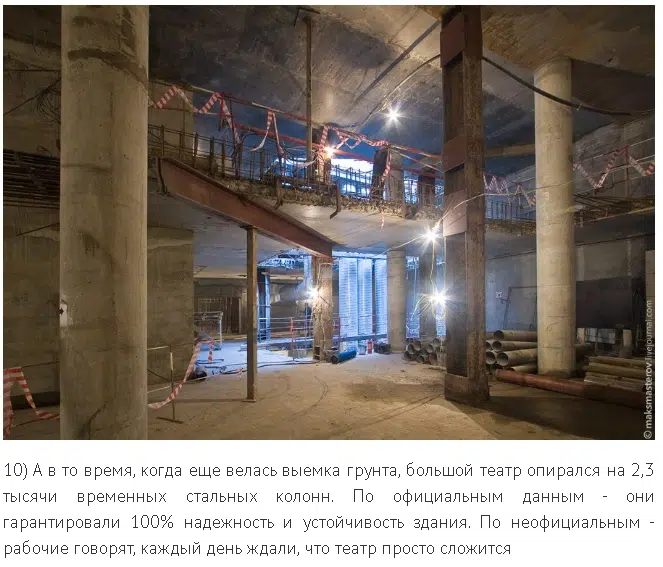 © maksmasterov.livejournal.com
10) А в то время, когда еще велась выемка грунта, большой театр опирался на 2,3
тысячи временных стальных колонн. По официальным данным - они
гарантировали 100% надежность и устойчивость здания. По неофициальным -
рабочие говорят, каждый день ждали, что театр просто сложится